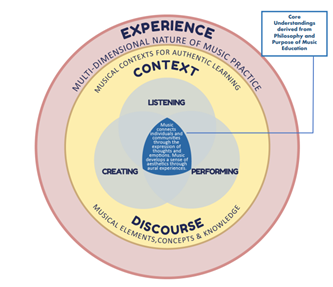 EXPERIENCE
MULTI-DIMENSIONAL NATURE OF MUSIC PRACTICE
MUSICAL CONTEXTS FOR AUTHENTIC LEARNING
CONTEXT
LISTENING
Music
connects
individuals and
communities
through the
expression of
thoughts and
emotions. Music
develops a sense of
aesthetics through
aural experiences.
CREATING
PERFORMING
DISCOURSE
MUSICAL ELEMENTS,CONCEPTS & KNOWLEDGE
Core
Understandings
derived from
Philosophy and
Purpose of Music
Education